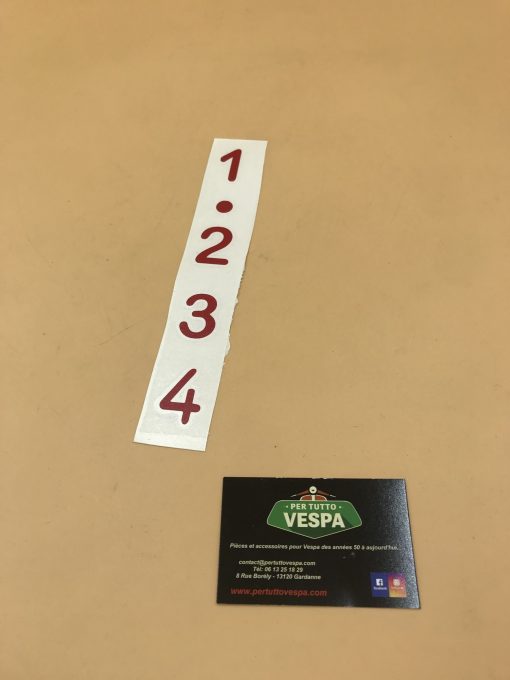 1
•
2
3
4
PER TUTTO
VESPA
Pièces et accessoires pour Vespa des années 50 à aujourd'hui.
contact@pertuttovespa.com
Tél: 06 13 25 19 29
8 Rue Borély - 13120 Gardanne
www.pertuttovespa.com